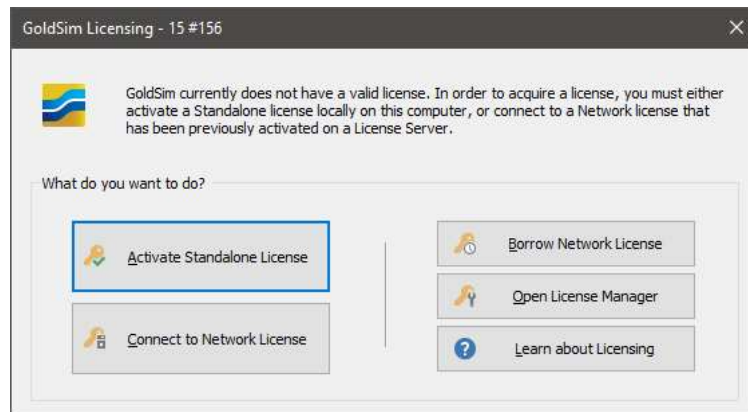 GoldSim Licensing - 15 #156
GoldSim currently does not have a valid license. In order to acquire a license, you must either
activate a Standalone license locally on this computer, or connect to a Network license that
has been previously activated on a License Server.
What do you want to do?
Activate Standalone License
Connect to Network License
Borrow Network License
Open License Manager
Learn about Licensing